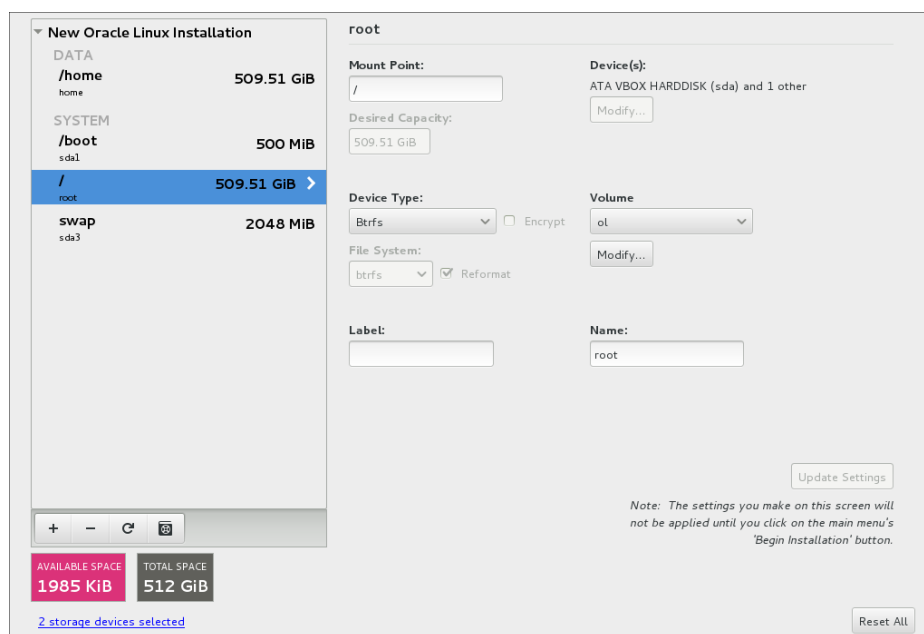 New Oracle Linux Installation
DATA
/home
509.51 GiB
home
SYSTEM
/boot
500 MiB
sda1
/
509.51 GiB
root
swap
2048 MiB
sda3
+ −
AVAILABLE SPACE
1985 KiB
TOTAL SPACE
512 GiB
2 storage devices selected
root
Mount Point:
/
Desired Capacity:
509.51 GiB
Device(s):
ATA VBOX HARDDISK (sda) and 1 other
Modify...
Device Type:
Btrfs
Encrypt
File System:
btrfs
Reformat
Volume
ol
Modify...
Label:
Name:
root
Update Settings
Note: The settings you make on this screen will
not be applied until you click on the main menu's
'Begin Installation' button.
Reset All